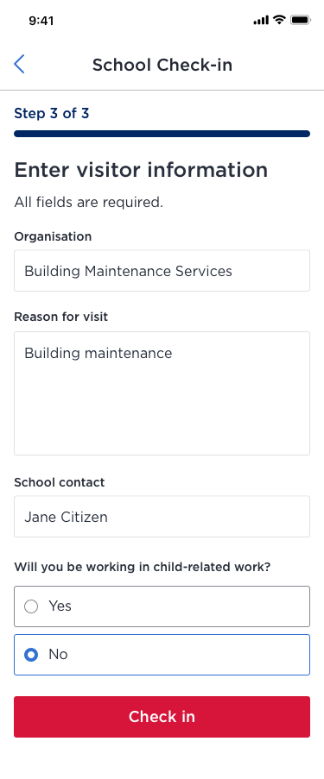 9:41
School Check-in
Step 3 of 3
Enter visitor information
All fields are required.
Organisation
Building Maintenance Services
Reason for visit
Building maintenance
School contact
Jane Citizen
Will you be working in child-related work?
Yes
No
Check in